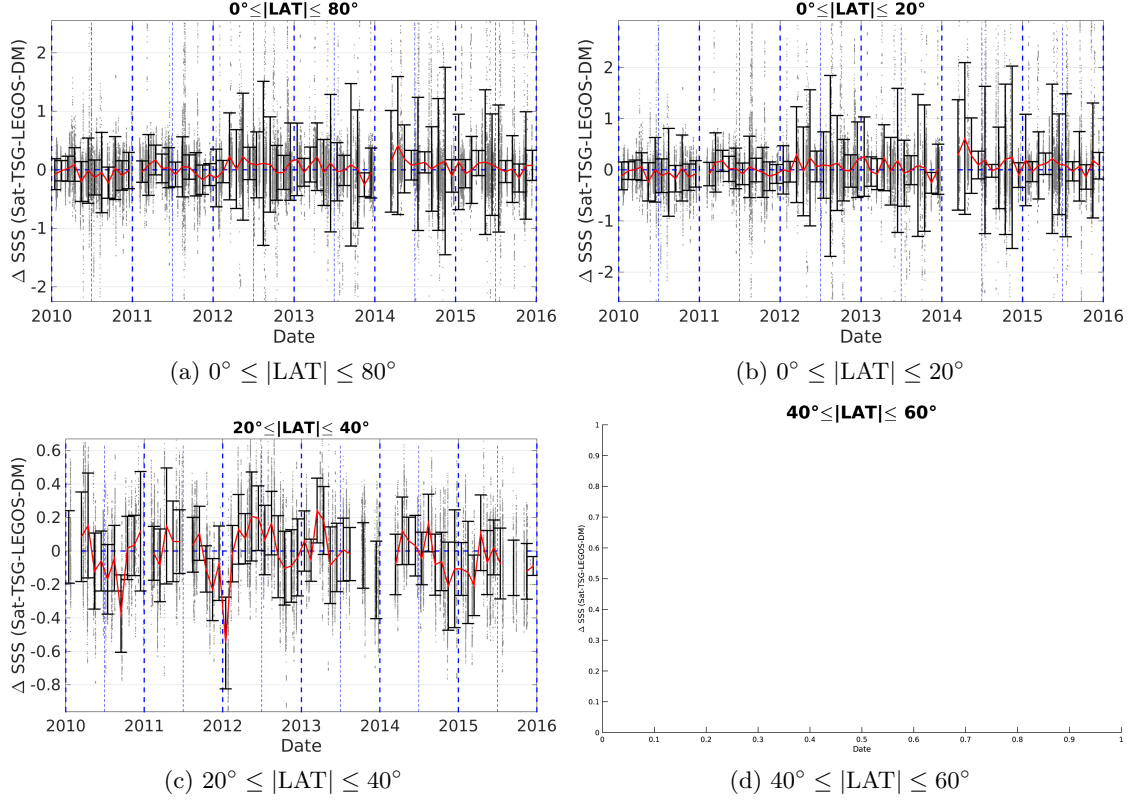 0°≤|LAT|≤ 80°
Δ SSS (Sat-TSG-LEGOS-DM)
2
1
0
-1
-2
2010 2011 2012 2013 2014 2015 2016
Date
(a) 0° ≤ |LAT| ≤ 80°
0°≤|LAT|≤ 20°
Δ SSS (Sat-TSG-LEGOS-DM)
2
1
0
-1
-2
2010 2011 2012 2013 2014 2015 2016
Date
(b) 0° ≤ |LAT| ≤ 20°
20°≤|LAT|≤ 40°
Δ SSS (Sat-TSG-LEGOS-DM)
0.6
0.4
0.2
0
-0.2
-0.4
-0.6
-0.8
2010 2011 2012 2013 2014 2015 2016
Date
(c) 20° ≤ |LAT| ≤ 40°
40°≤|LAT|≤ 60°
Δ SSS (Sat-TSG-LEGOS-DM)
1
0.9
0.8
0.7
0.6
0.5
0.4
0.3
0.2
0.1
0
0 0.1 0.2 0.3 0.4 0.5 0.6 0.7 0.8 0.9 1
Date
(d) 40° ≤ |LAT| ≤ 60°